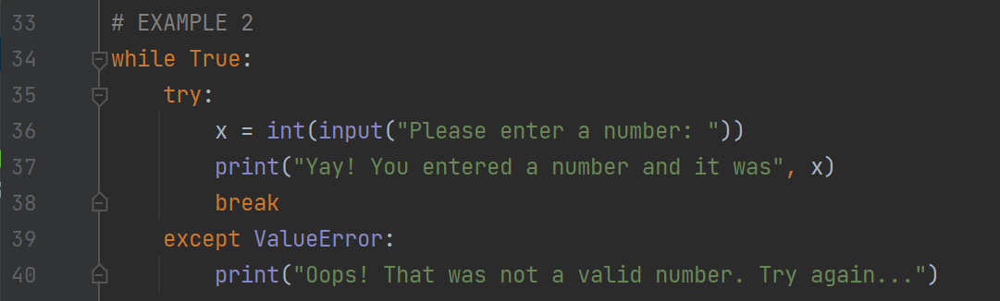 33 # EXAMPLE 2
34 while True:
35     try:
36         x = int(input("Please enter a number: "))
37         print("Yay! You entered a number and it was", x)
38         break
39     except ValueError:
40         print("Oops! That was not a valid number. Try again...")